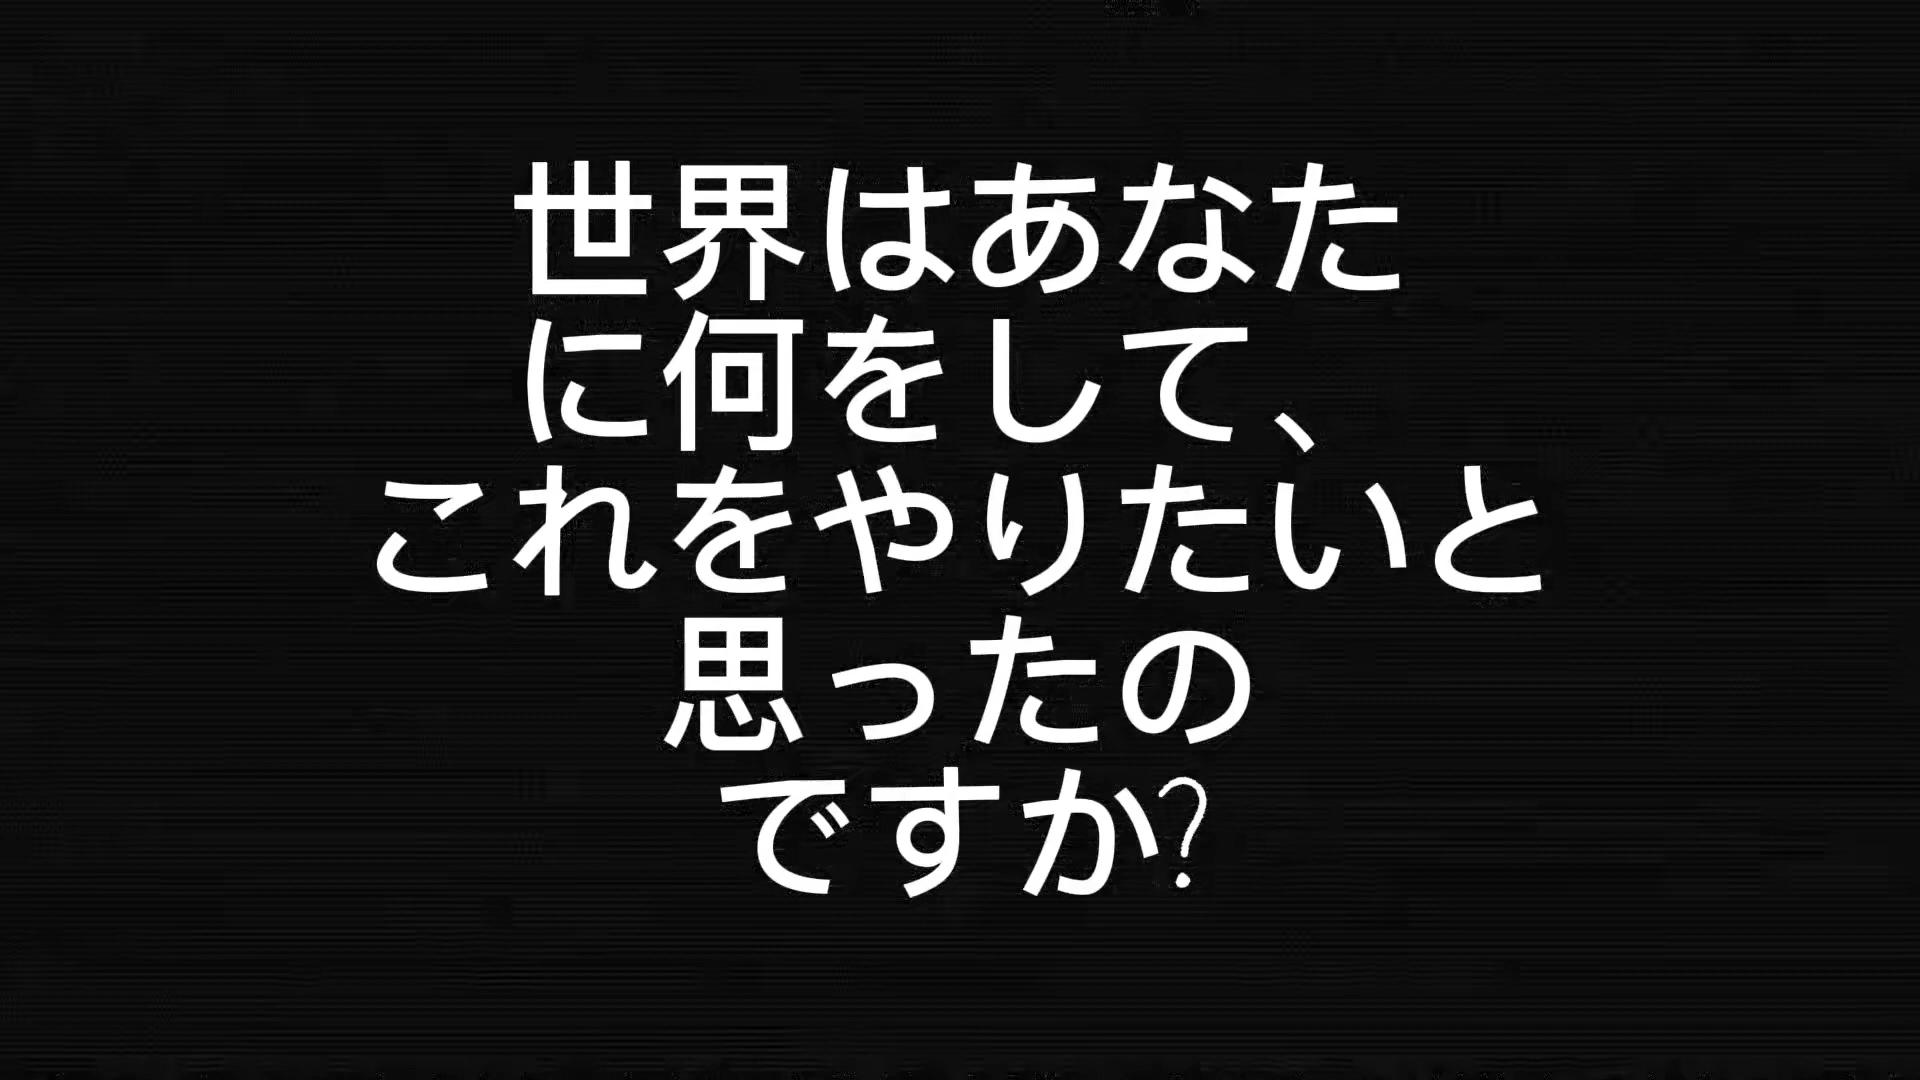 世界はあなた
に何をして、
これをやりたいと
思ったの
ですか?